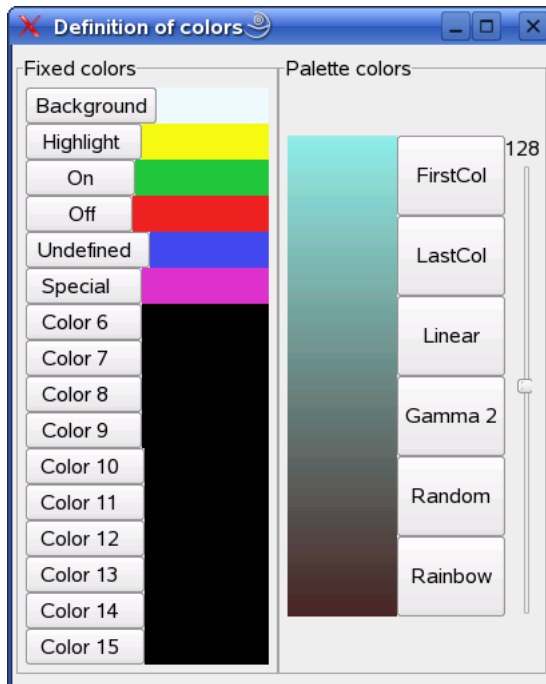 Definition of colors
Fixed colors
Background
Highlight
On
Off
Undefined
Special
Color 6
Color 7
Color 8
Color 9
Color 10
Color 11
Color 12
Color 13
Color 14
Color 15
Palette colors
128
FirstCol
LastCol
Linear
Gamma 2
Random
Rainbow